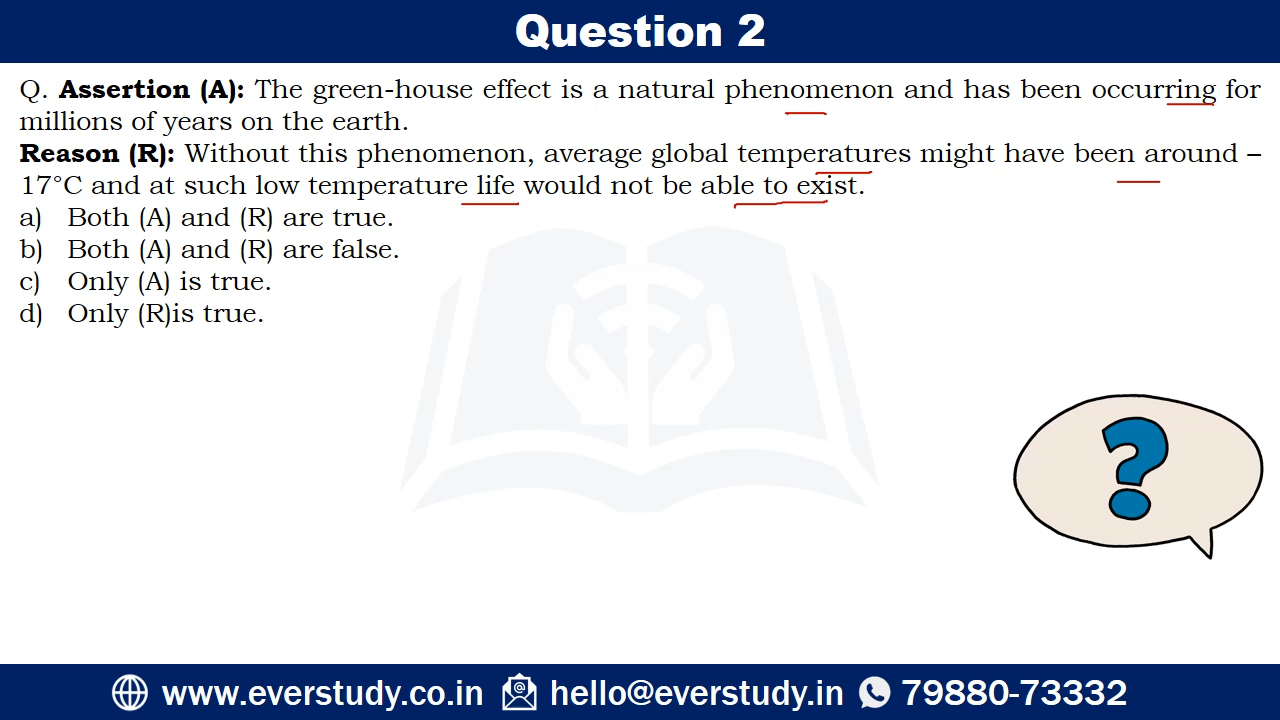 Question 2
Q. Assertion (A): The green-house effect is a natural phenomenon and has been occurring for
millions of years on the earth.
Reason (R): Without this phenomenon, average global temperatures might have been around –
17°C and at such low temperature life would not be able to exist.
a) Both (A) and (R) are true.
b) Both (A) and (R) are false.
c) Only (A) is true.
d) Only (R)is true.
?
www.everstudy.co.in hello@everstudy.in 79880-73332